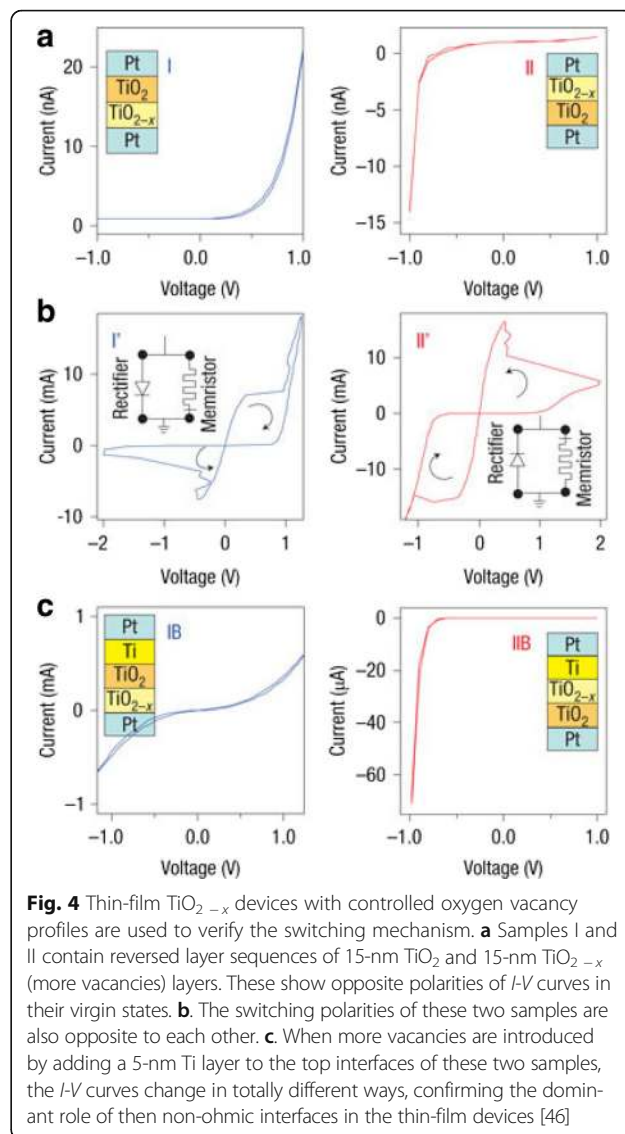 a
I
Pt
TiO2
TiO2−x
Pt
20
10
0
Current (nA)
-1.0 0.0 1.0
Voltage (V)
II
Pt
TiO2−x
TiO2
Pt
0
−5
−10
−15
Current (nA)
-1.0 0.0 1.0
Voltage (V)
b
I'
Rectifier
Memristor
10
0
-10
Current (mA)
−2 −1 0 1
Voltage (V)
II'
Rectifier
Memristor
10
0
−10
Current (mA)
−1 0 1 2
Voltage (V)
c
IB
Pt
Ti
TiO2
TiO2−x
Pt
1
0
−1
Current (mA)
−1.0 0.0 1.0
Voltage (V)
IIB
Pt
Ti
TiO2−x
TiO2
Pt
0
−20
−40
−60
Current (μA)
−1.0 0.0 1.0
Voltage (V)
Fig. 4 Thin-film TiO2 − x devices with controlled oxygen vacancy
profiles are used to verify the switching mechanism. a Samples I and
II contain reversed layer sequences of 15-nm TiO2 and 15-nm TiO2 − x
(more vacancies) layers. These show opposite polarities of I-V curves in
their virgin states. b. The switching polarities of these two samples are
also opposite to each other. c. When more vacancies are introduced
by adding a 5-nm Ti layer to the top interfaces of these two samples,
the I-V curves change in totally different ways, confirming the domin-
ant role of then non-ohmic interfaces in the thin-film devices [46]